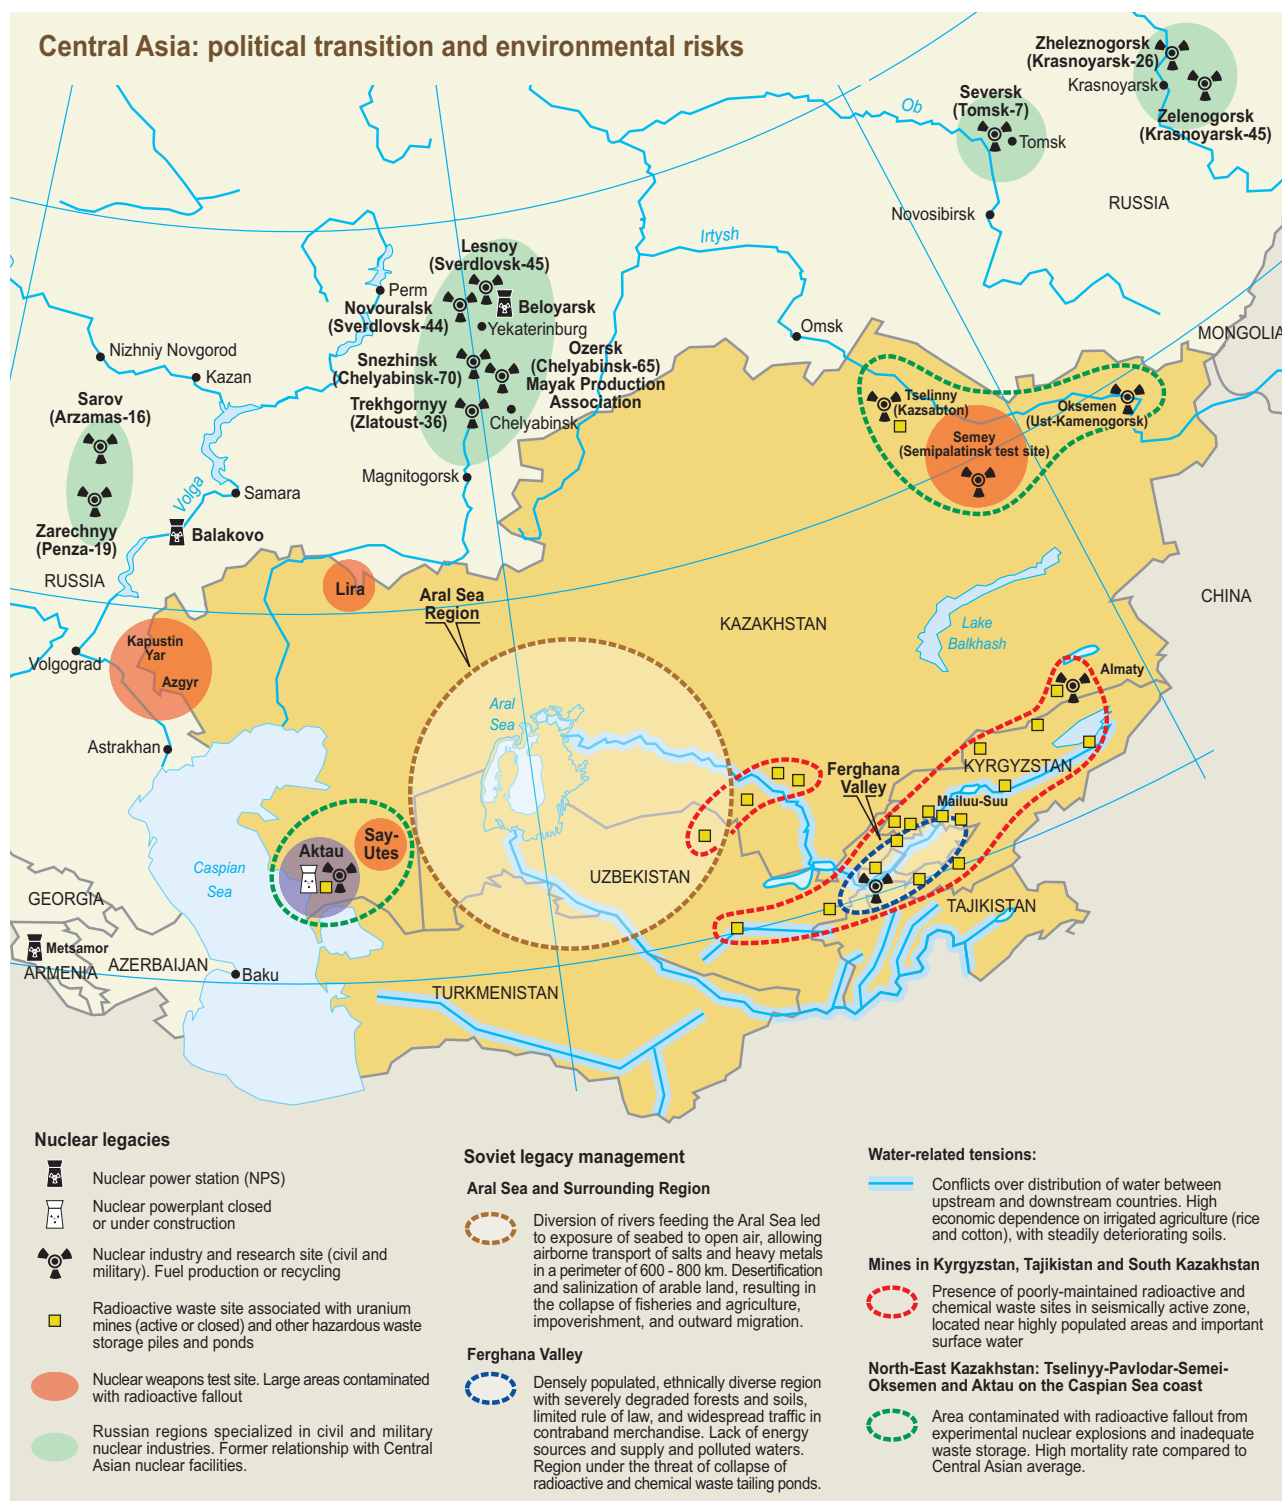 Central Asia: political transition and environmental risks
Zheleznogorsk
(Krasnoyarsk-26)
Krasnoyarsk
Zelenogorsk
(Krasnoyarsk-45)
Seversk
(Tomsk-7)
Tomsk
Ob
Novosibirsk
RUSSIA
Irtysh
Lesnoy
(Sverdlovsk-45)
Perm
Novouralsk
(Sverdlovsk-44)
Beloyarsk
Yekaterinburg
Omsk
MONGOLIA
Nizhniy Novgorod
Kazan
Snezhinsk
(Chelyabinsk-70)
Ozersk
(Chelyabinsk-65)
Mayak Production
Association
Trekhgornyy
(Zlatoust-36)
Chelyabinsk
Sarov
(Arzamas-16)
Tselinny
(Kazsabton)
Oksemen
(Ust-Kamenogorsk)
Semey
(Semipalatinsk test site)
Magnitogorsk
Volga
Samara
Zarechnyy
(Penza-19)
Balakovo
RUSSIA
Lira
Aral Sea
Region
CHINA
KAZAKHSTAN
Lake
Balkhash
Kapustin
Yar
Azgyr
Volgograd
Almaty
Aral
Sea
Astrakhan
Ferghana
Valley
KYRGYZSTAN
Mailuu-Suu
Say-
Utes
Aktau
Caspian
Sea
UZBEKISTAN
GEORGIA
TAJIKISTAN
Metsamor
ARMENIA
AZERBAIJAN
Baku
TURKMENISTAN
Nuclear legacies
Nuclear power station (NPS)
Nuclear powerplant closed
or under construction
Nuclear industry and research site (civil and
military). Fuel production or recycling
Radioactive waste site associated with uranium
mines (active or closed) and other hazardous waste
storage piles and ponds
Nuclear weapons test site. Large areas contaminated
with radioactive fallout
Russian regions specialized in civil and military
nuclear industries. Former relationship with Central
Asian nuclear facilities.
Soviet legacy management
Aral Sea and Surrounding Region
Diversion of rivers feeding the Aral Sea led
to exposure of seabed to open air, allowing
airborne transport of salts and heavy metals
in a perimeter of 600 - 800 km. Desertification
and salinization of arable land, resulting in
the collapse of fisheries and agriculture,
impoverishment, and outward migration.
Ferghana Valley
Densely populated, ethnically diverse region
with severely degraded forests and soils,
limited rule of law, and widespread traffic in
contraband merchandise. Lack of energy
sources and supply and polluted waters.
Region under the threat of collapse of
radioactive and chemical waste tailing ponds.
Water-related tensions:
Conflicts over distribution of water between
upstream and downstream countries. High
economic dependence on irrigated agriculture (rice
and cotton), with steadily deteriorating soils.
Mines in Kyrgyzstan, Tajikistan and South Kazakhstan
Presence of poorly-maintained radioactive and
chemical waste sites in seismically active zone,
located near highly populated areas and important
surface water
North-East Kazakhstan: Tselinyy-Pavlodar-Semei-
Oksemen and Aktau on the Caspian Sea coast
Area contaminated with radioactive fallout from
experimental nuclear explosions and inadequate
waste storage. High mortality rate compared to
Central Asian average.